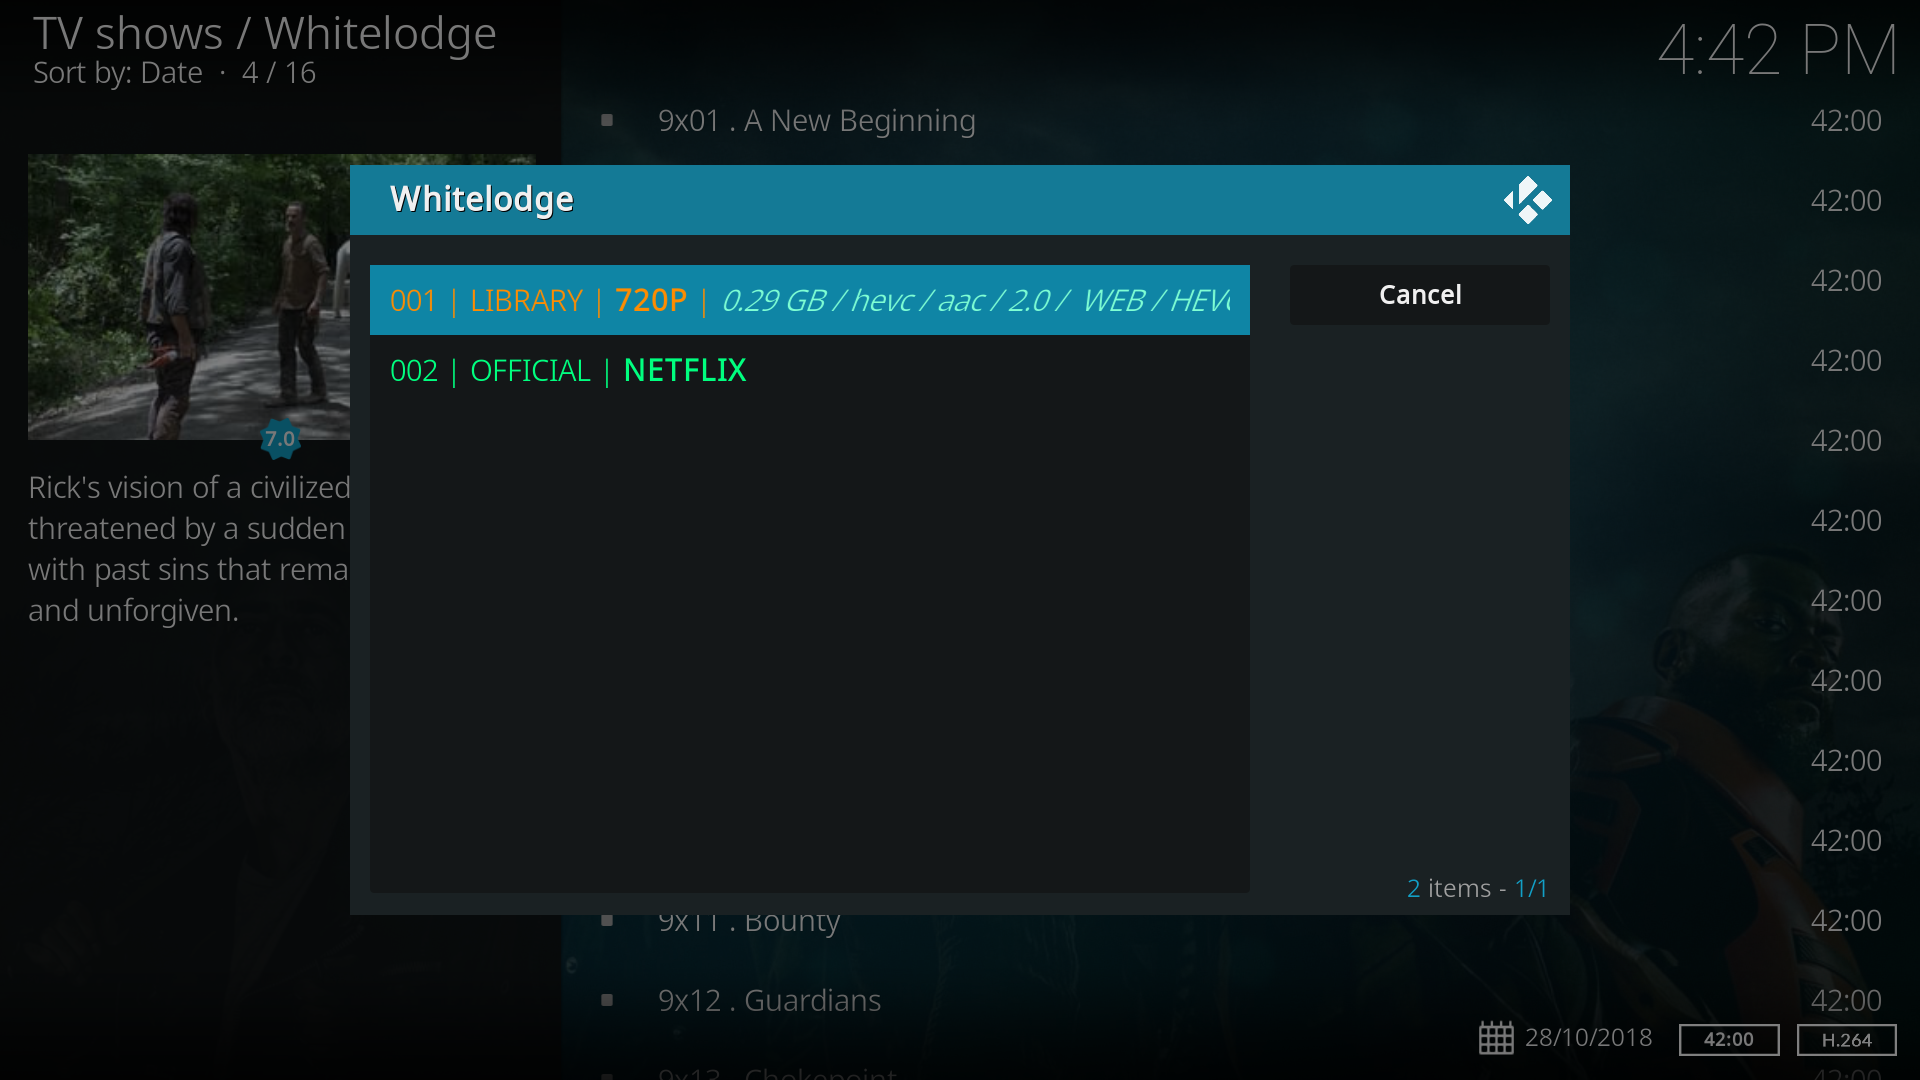 TV shows / Whitelodge
Sort by: Date · 4 / 16
4:42 PM
9x01 . A New Beginning 42:00
Whitelodge
42:00
42:00
001 | LIBRARY | 720P | 0.29 GB / hevc / aac / 2.0 / WEB / HEV
Cancel
002 | OFFICIAL | NETFLIX
42:00
7.0
42:00
Rick's vision of a civilized
threatened by a sudden
with past sins that rema
and unforgiven.
42:00
42:00
42:00
42:00
42:00
2 items - 1/1
9x11 . Bounty 42:00
9x12 . Guardians 42:00
28/10/2018 42:00 H.264
9x13 . Chokepoint 42:00